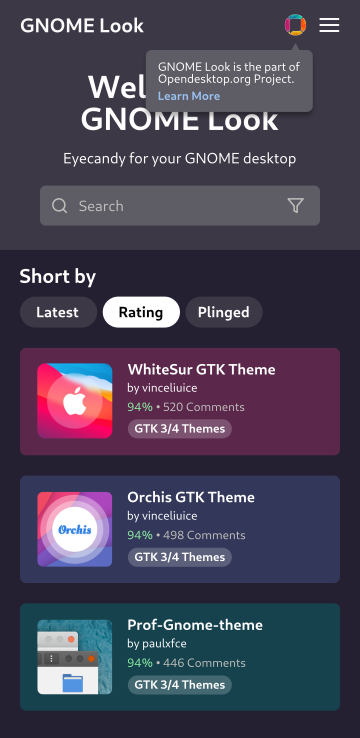 GNOME Look
GNOME Look is the part of
Opendesktop.org Project.
Learn More
Wel
GNOME Look
Eyecandy for your GNOME desktop
Search
Short by
Latest
Rating
Plinged
WhiteSur GTK Theme
by vinceliuice
94% • 520 Comments
GTK 3/4 Themes
Orchis
Orchis GTK Theme
by vinceliuice
94% • 498 Comments
GTK 3/4 Themes
Prof-Gnome-theme
by paulxfce
94% • 446 Comments
GTK 3/4 Themes